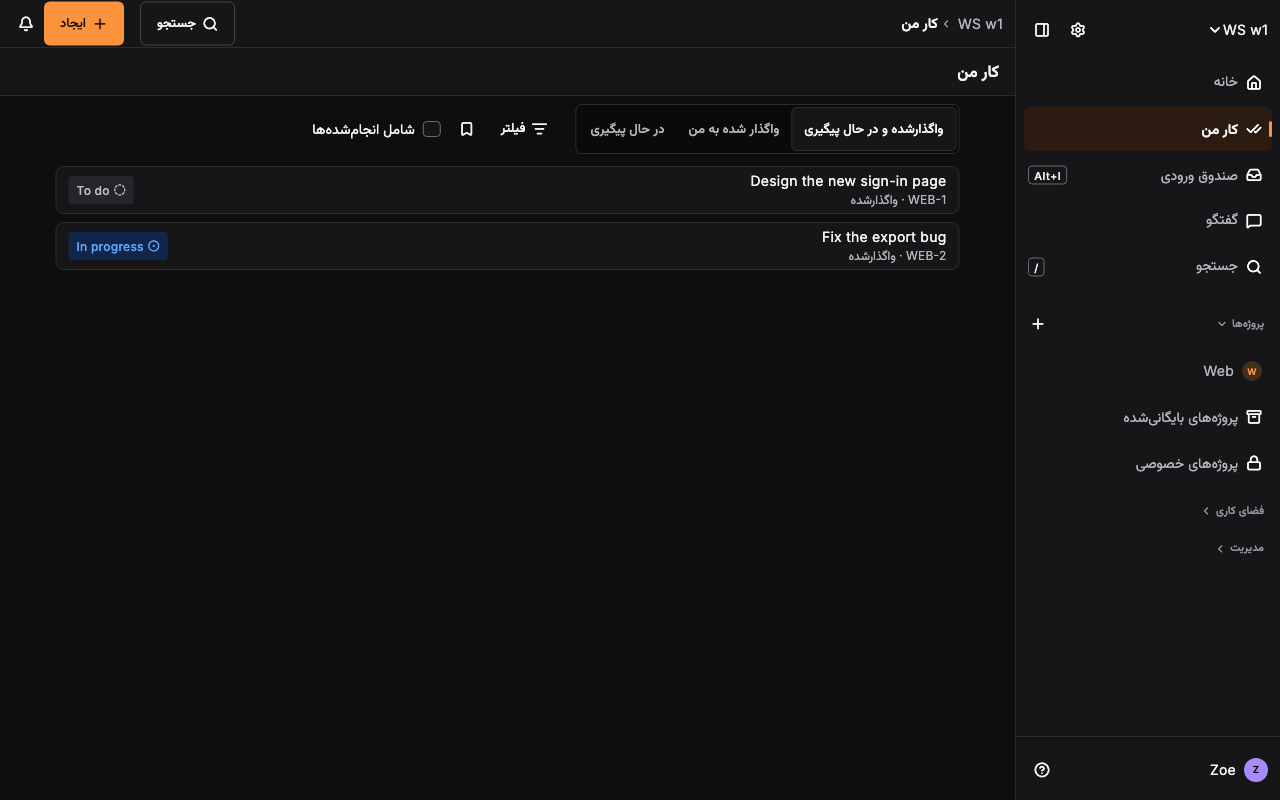 WS w1
خانه
کار من
صندوق ورودی
Alt+I
گفتگو
جستجو
/
پروژه‌ها
W
Web
پروژه‌های بایگانی‌شده
پروژه‌های خصوصی
فضای کاری
مدیریت
Z
Zoe
WS w1 › کار من
جستجو
ایجاد
کار من
واگذارشده و در حال پیگیری
واگذار شده به من
در حال پیگیری
فیلتر
شامل انجام‌شده‌ها
Design the new sign-in page
WEB-1 · واگذارشده
To do
Fix the export bug
WEB-2 · واگذارشده
In progress